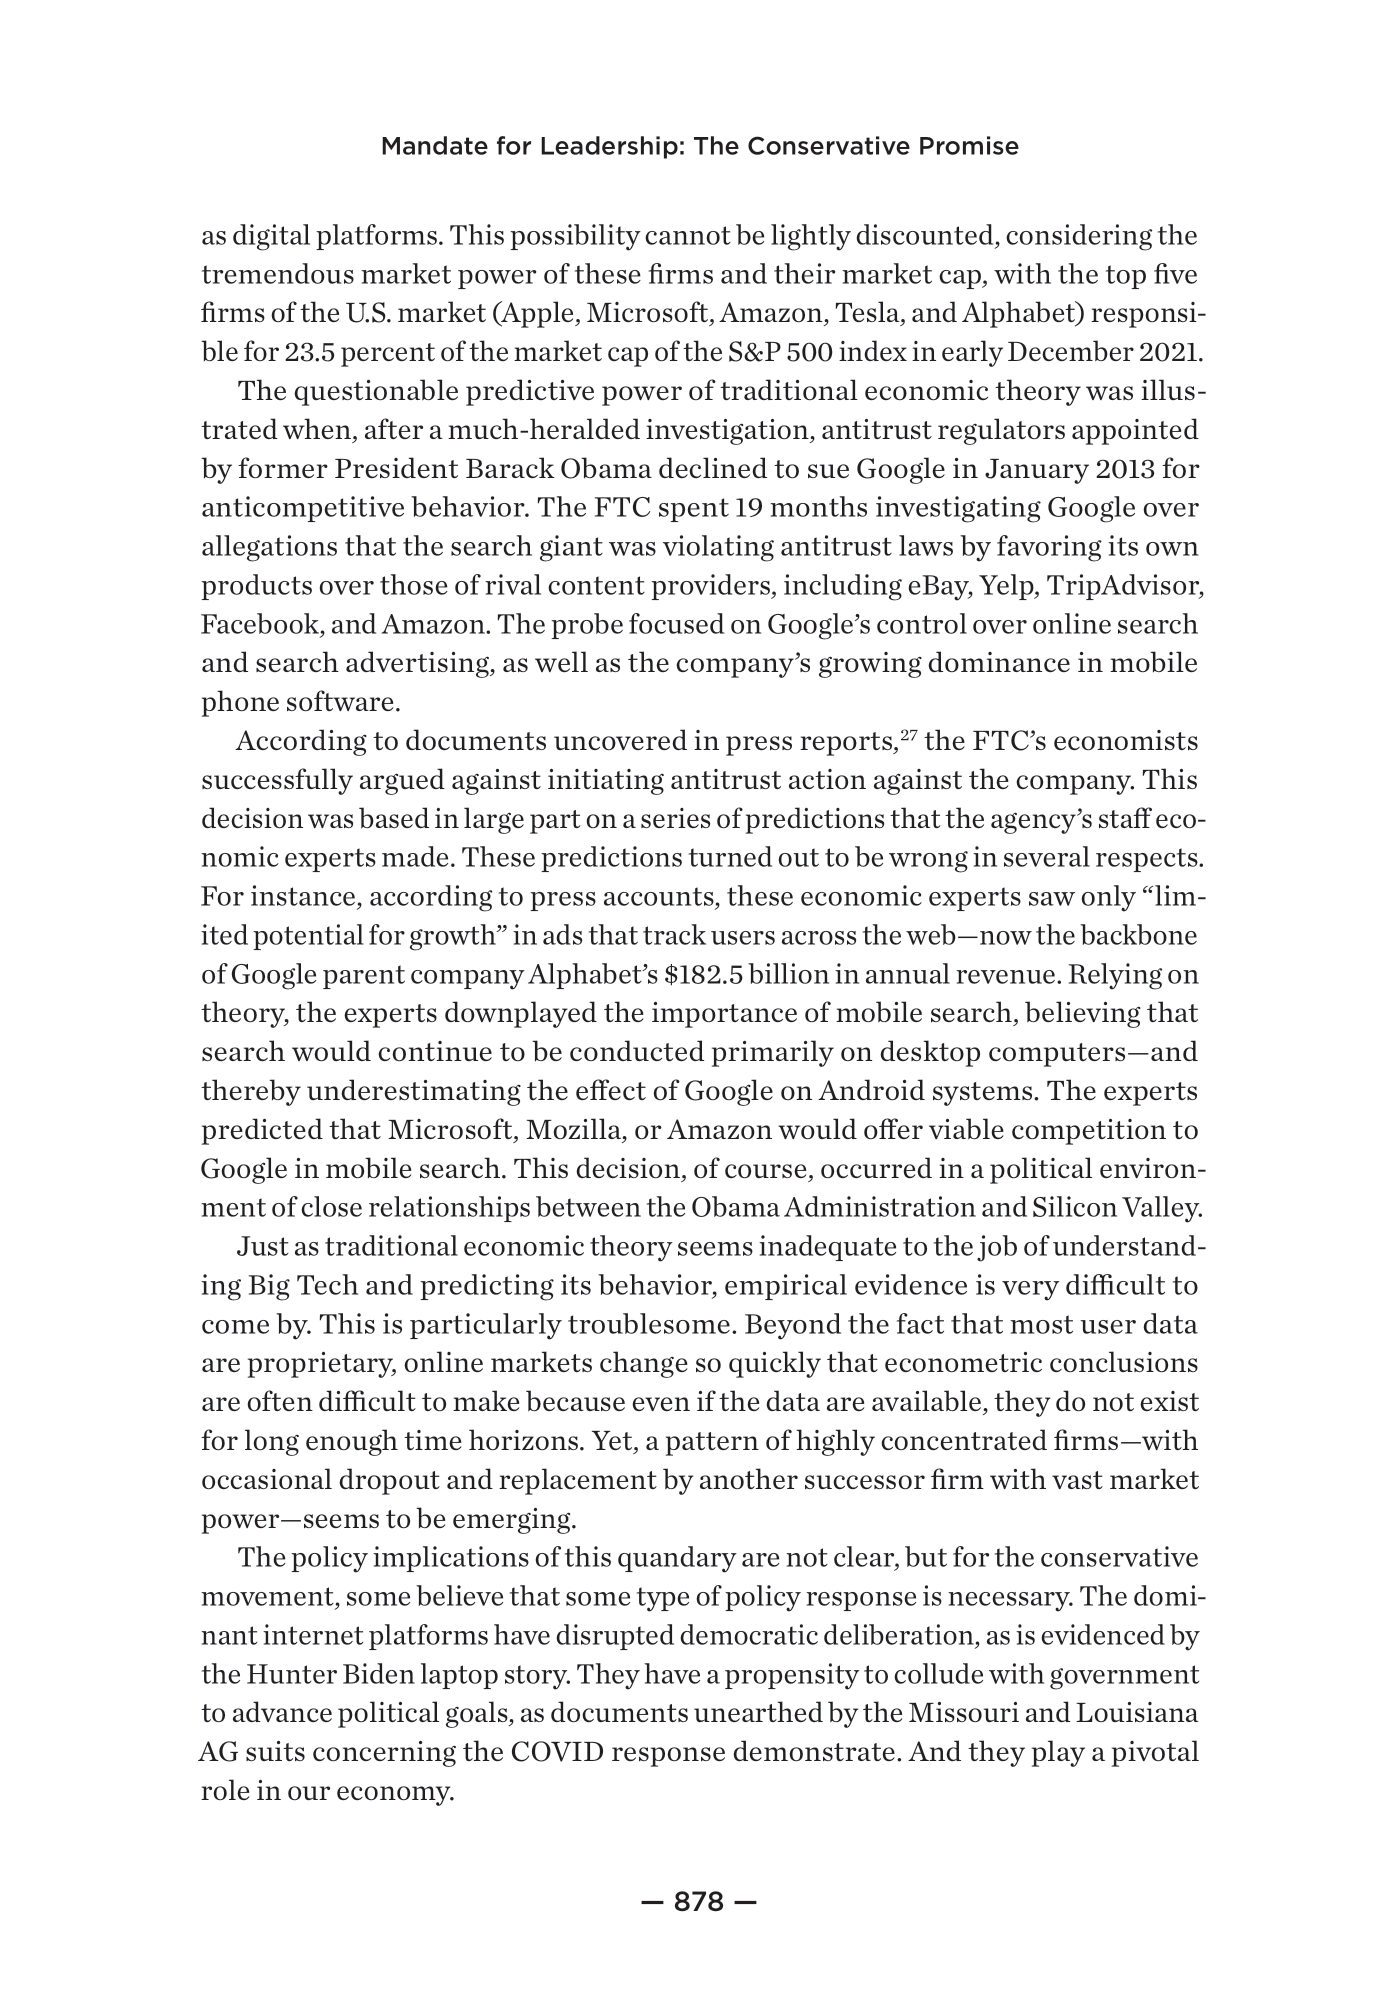 Mandate for Leadership: The Conservative Promise
as digital platforms. This possibility cannot be lightly discounted, considering the
tremendous market power of these firms and their market cap, with the top five
firms of the U.S. market (Apple, Microsoft, Amazon, Tesla, and Alphabet) responsi-
ble for 23.5 percent of the market cap of the S&P 500 index in early December 2021.
The questionable predictive power of traditional economic theory was illus-
trated when, after a much-heralded investigation, antitrust regulators appointed
by former President Barack Obama declined to sue Google in January 2013 for
anticompetitive behavior. The FTC spent 19 months investigating Google over
allegations that the search giant was violating antitrust laws by favoring its own
products over those of rival content providers, including eBay, Yelp, TripAdvisor,
Facebook, and Amazon. The probe focused on Google’s control over online search
and search advertising, as well as the company’s growing dominance in mobile
phone software.
According to documents uncovered in press reports,27 the FTC’s economists
successfully argued against initiating antitrust action against the company. This
decision was based in large part on a series of predictions that the agency’s staff eco-
nomic experts made. These predictions turned out to be wrong in several respects.
For instance, according to press accounts, these economic experts saw only “lim-
ited potential for growth” in ads that track users across the web—now the backbone
of Google parent company Alphabet’s $182.5 billion in annual revenue. Relying on
theory, the experts downplayed the importance of mobile search, believing that
search would continue to be conducted primarily on desktop computers—and
thereby underestimating the effect of Google on Android systems. The experts
predicted that Microsoft, Mozilla, or Amazon would offer viable competition to
Google in mobile search. This decision, of course, occurred in a political environ-
ment of close relationships between the Obama Administration and Silicon Valley.
Just as traditional economic theory seems inadequate to the job of understand-
ing Big Tech and predicting its behavior, empirical evidence is very difficult to
come by. This is particularly troublesome. Beyond the fact that most user data
are proprietary, online markets change so quickly that econometric conclusions
are often difficult to make because even if the data are available, they do not exist
for long enough time horizons. Yet, a pattern of highly concentrated firms—with
occasional dropout and replacement by another successor firm with vast market
power—seems to be emerging.
The policy implications of this quandary are not clear, but for the conservative
movement, some believe that some type of policy response is necessary. The domi-
nant internet platforms have disrupted democratic deliberation, as is evidenced by
the Hunter Biden laptop story. They have a propensity to collude with government
to advance political goals, as documents unearthed by the Missouri and Louisiana
AG suits concerning the COVID response demonstrate. And they play a pivotal
role in our economy.
— 878 —